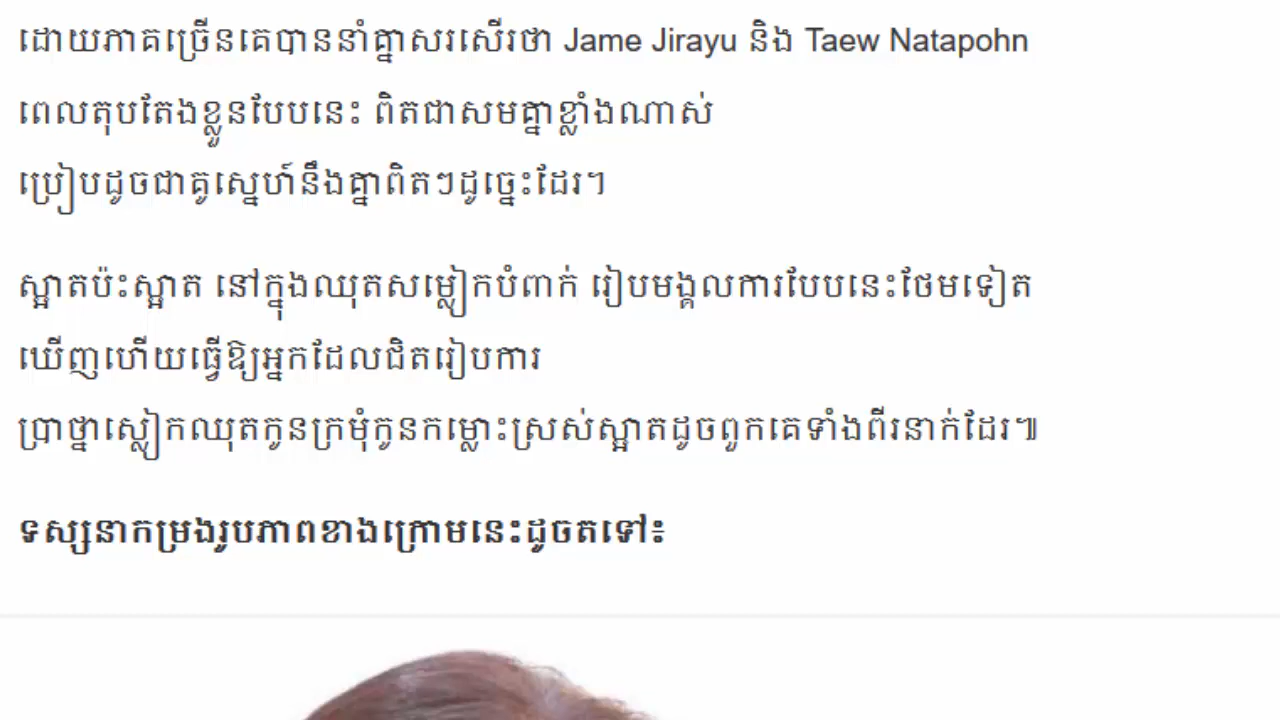 ដោយភាគច្រើនគេបាននាំគ្នាសរសើរថា Jame Jirayu និង Taew Natapohn
ពេលតុបតែងខ្លួនបែបនេះ ពិតជាសមគ្នាខ្លាំងណាស់
ប្រៀបដូចជាគូស្នេហ៍នឹងគ្នាពិតៗដូច្នេះដែរ។
ស្អាតប៉ះស្អាត នៅក្នុងឈុតសម្លៀកបំពាក់ រៀបមង្គលការបែបនេះថែមទៀត
ឃើញហើយធ្វើឱ្យអ្នកដែលជិតរៀបការ
ប្រាថ្នាស្លៀកឈុតកូនក្រមុំកូនកម្លោះស្រស់ស្អាតដូចពួកគេទាំងពីរនាក់ដែរ៕
ទស្សនាកម្រងរូបភាពខាងក្រោមនេះដូចតទៅ៖